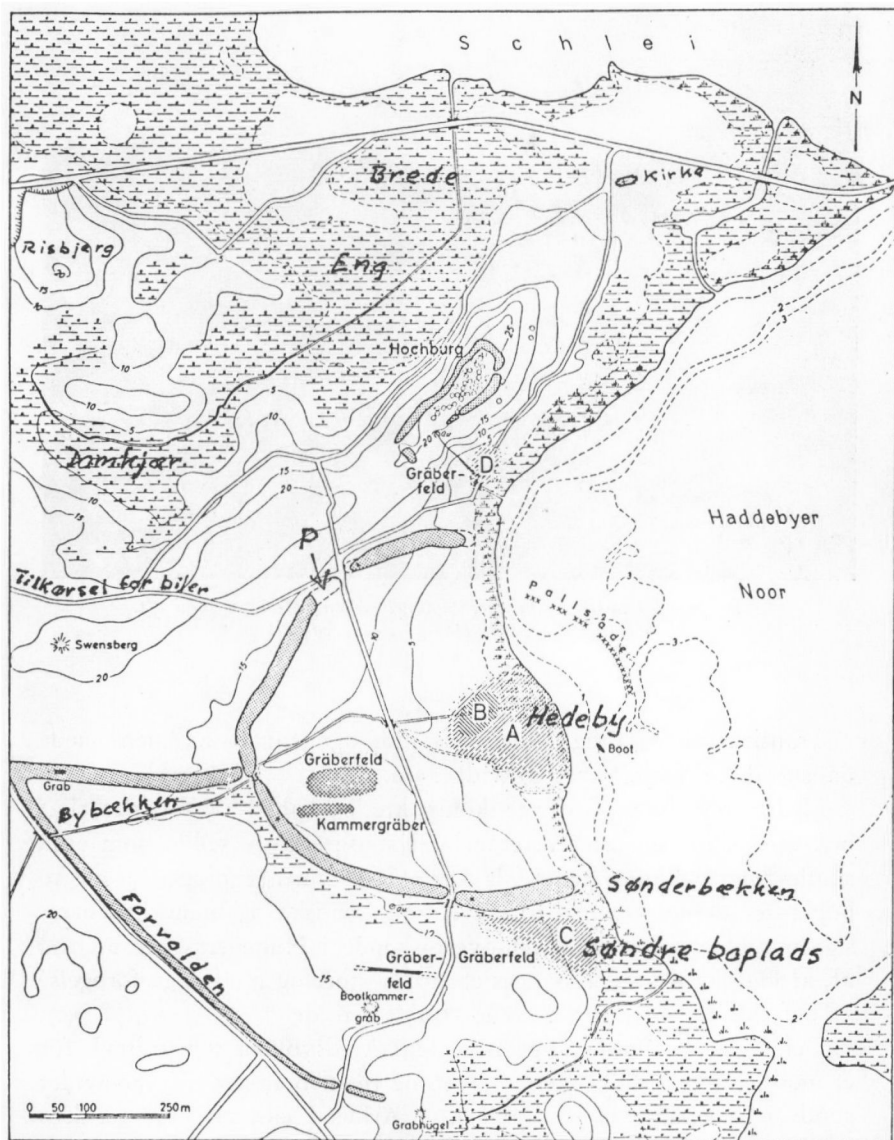 Schlei
N
Brede
Kirke
Risbjerg
Eng
Hochburg
Damkjær
Gräber-
feld
D
Haddebyer
Noor
P
Tilkørsel for biler
Palisade
Swensberg
B
A
Hedeby
Boot
Gräberfeld
Grab
Bybækken
Kammergräber
Sønderbækken
Forvolden
C
Søndre boplads
Gräber-
feld
Gräberfeld
Bootkammer-
grab
0 50 100 250 m
Grabhügel